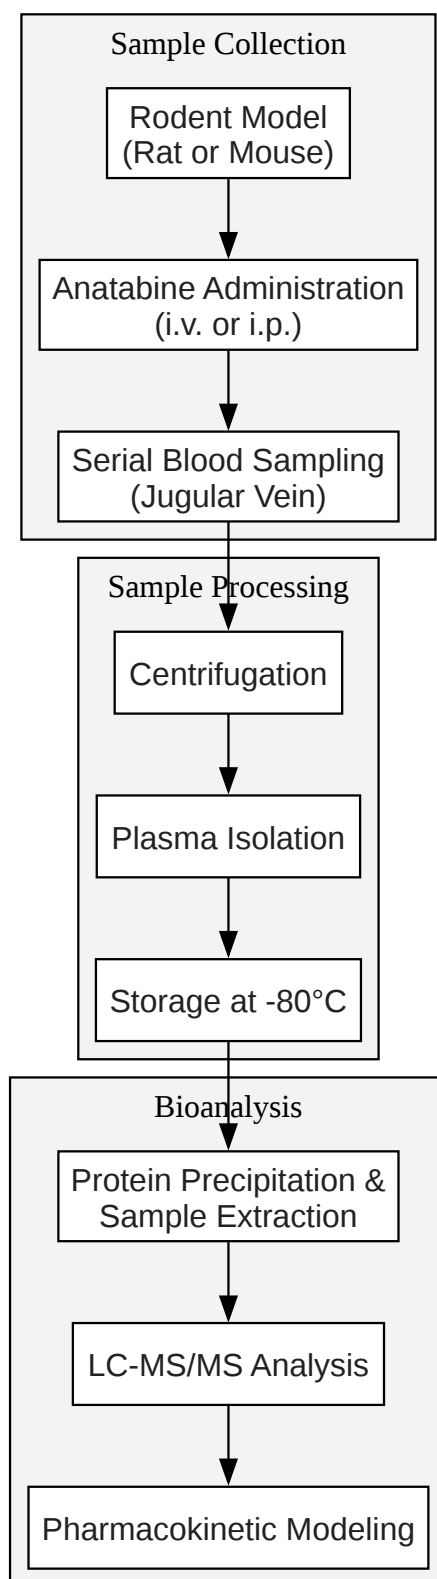 Sample Collection
Rodent Model
(Rat or Mouse)
Anatabine Administration
(i.v. or i.p.)
Serial Blood Sampling
(Jugular Vein)
Sample Processing
Centrifugation
Plasma Isolation
Storage at -80°C
Bioanalysis
Protein Precipitation &
Sample Extraction
LC-MS/MS Analysis
Pharmacokinetic Modeling